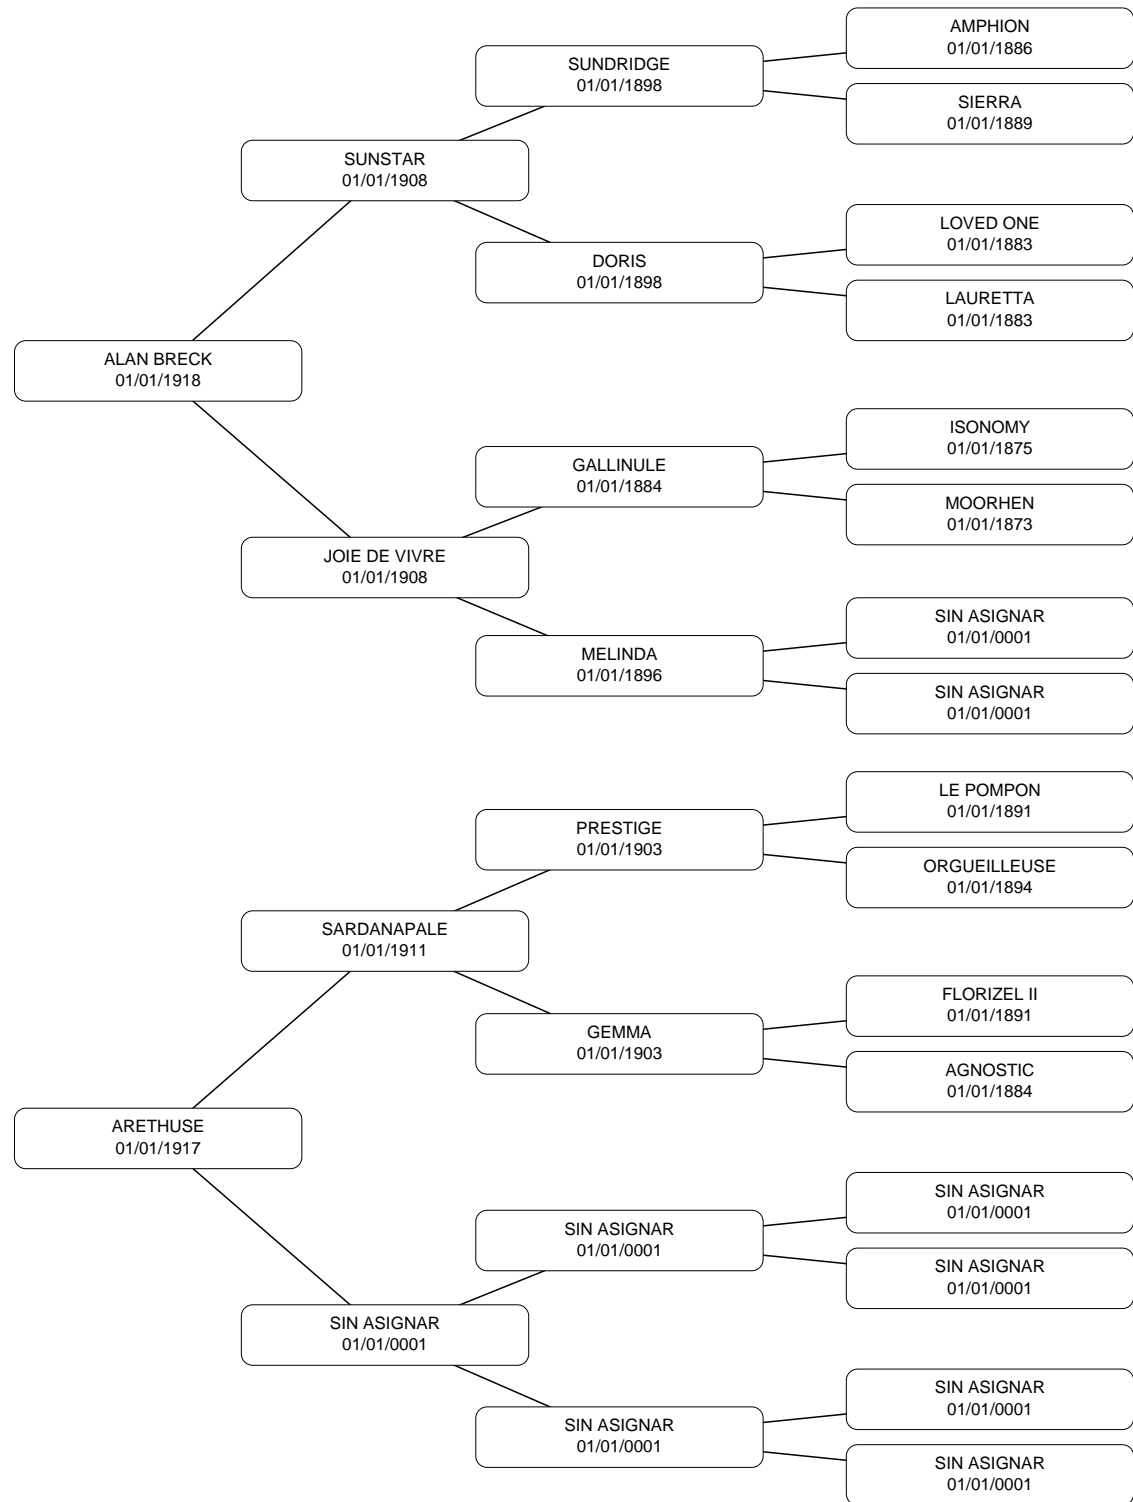 AMPHION
01/01/1886
SUNDRIDGE
01/01/1898
SIERRA
01/01/1889
SUNSTAR
01/01/1908
LOVED ONE
01/01/1883
DORIS
01/01/1898
LAURETTA
01/01/1883
ALAN BRECK
01/01/1918
ISONOMY
01/01/1875
GALLINULE
01/01/1884
MOORHEN
01/01/1873
JOIE DE VIVRE
01/01/1908
SIN ASIGNAR
01/01/0001
MELINDA
01/01/1896
SIN ASIGNAR
01/01/0001
LE POMPON
01/01/1891
PRESTIGE
01/01/1903
ORGUEILLEUSE
01/01/1894
SARDANAPALE
01/01/1911
FLORIZEL II
01/01/1891
GEMMA
01/01/1903
AGNOSTIC
01/01/1884
ARETHUSE
01/01/1917
SIN ASIGNAR
01/01/0001
SIN ASIGNAR
01/01/0001
SIN ASIGNAR
01/01/0001
SIN ASIGNAR
01/01/0001
SIN ASIGNAR
01/01/0001
SIN ASIGNAR
01/01/0001
SIN ASIGNAR
01/01/0001